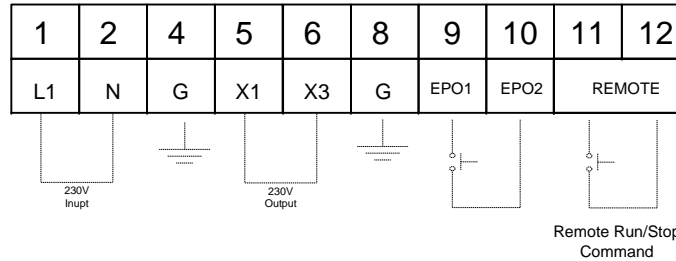 1 2 4 5 6 8 9 10 11 12
L1 N G X1 X3 G EPO1 EPO2 REMOTE
230V
Inupt
230V
Output
Remote Run/Stop
Command